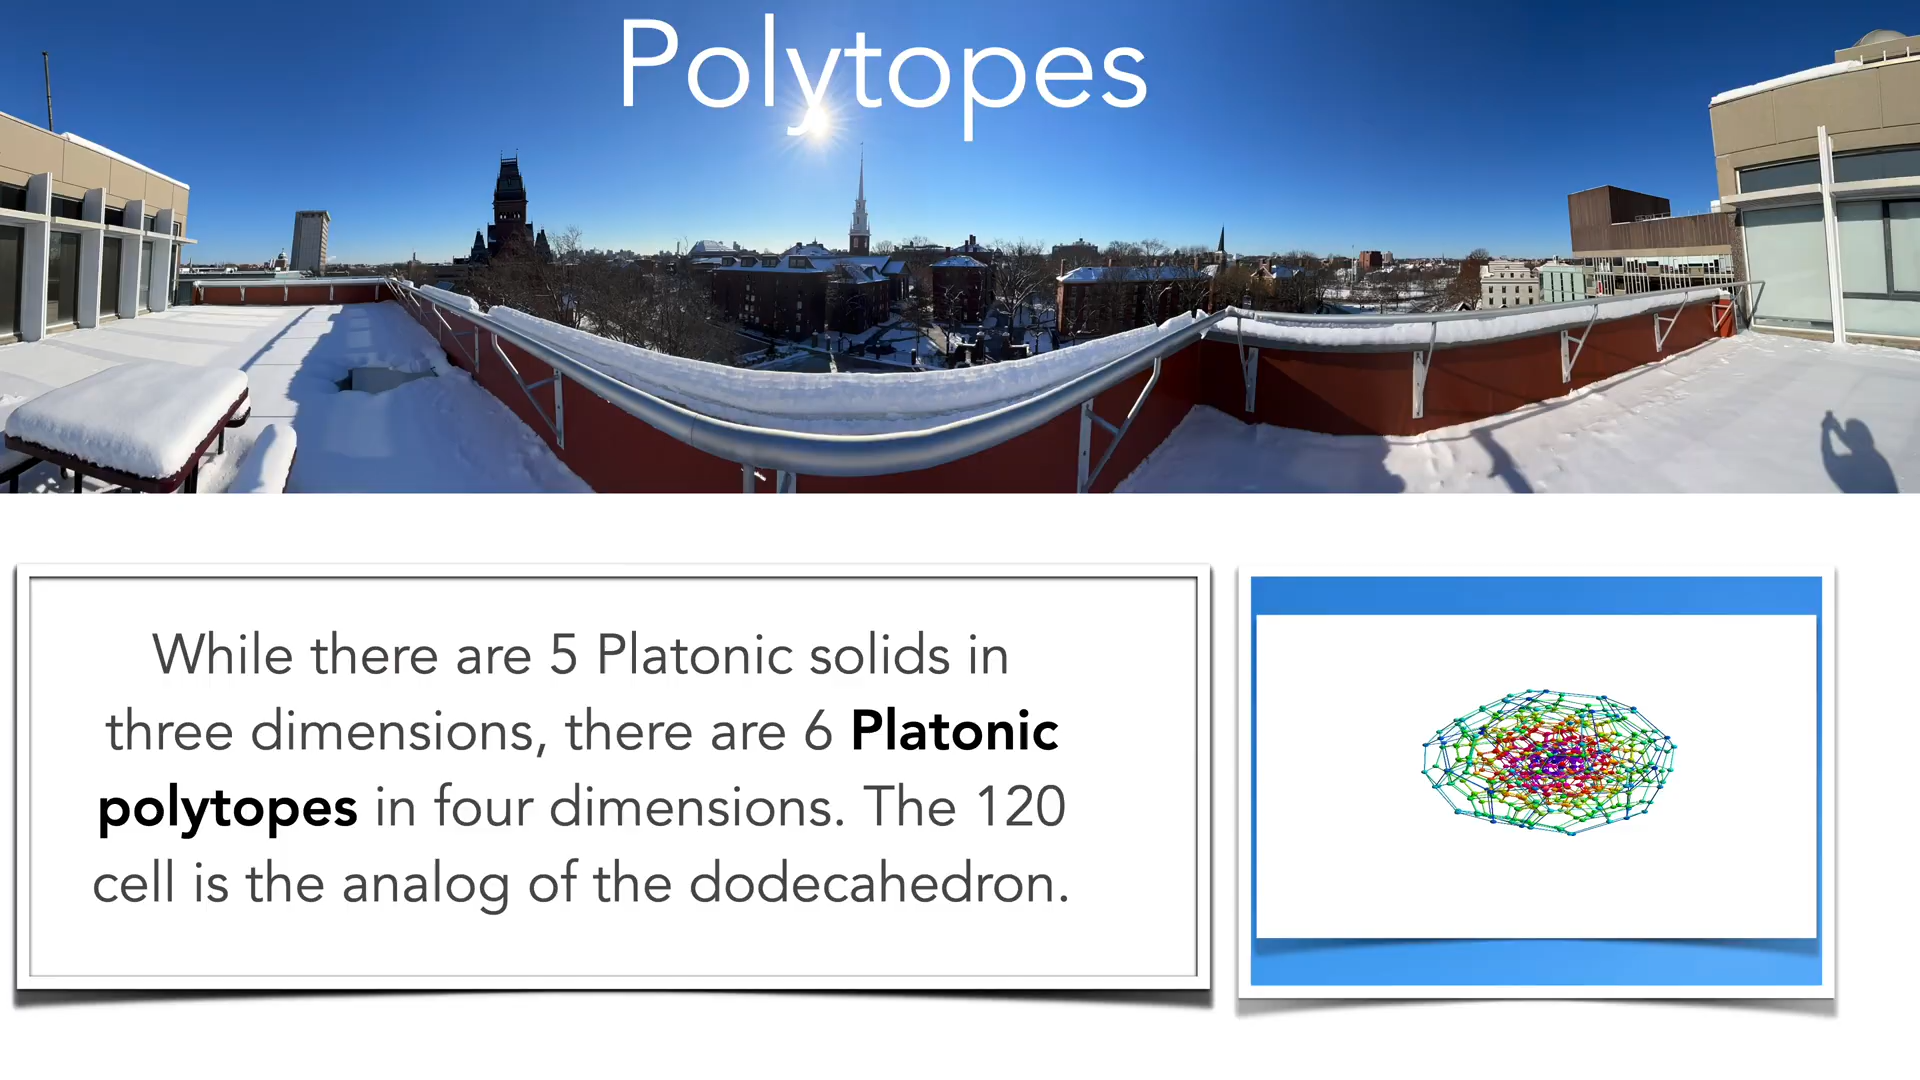 Polytopes
While there are 5 Platonic solids in
three dimensions, there are 6 Platonic
polytopes in four dimensions. The 120
cell is the analog of the dodecahedron.